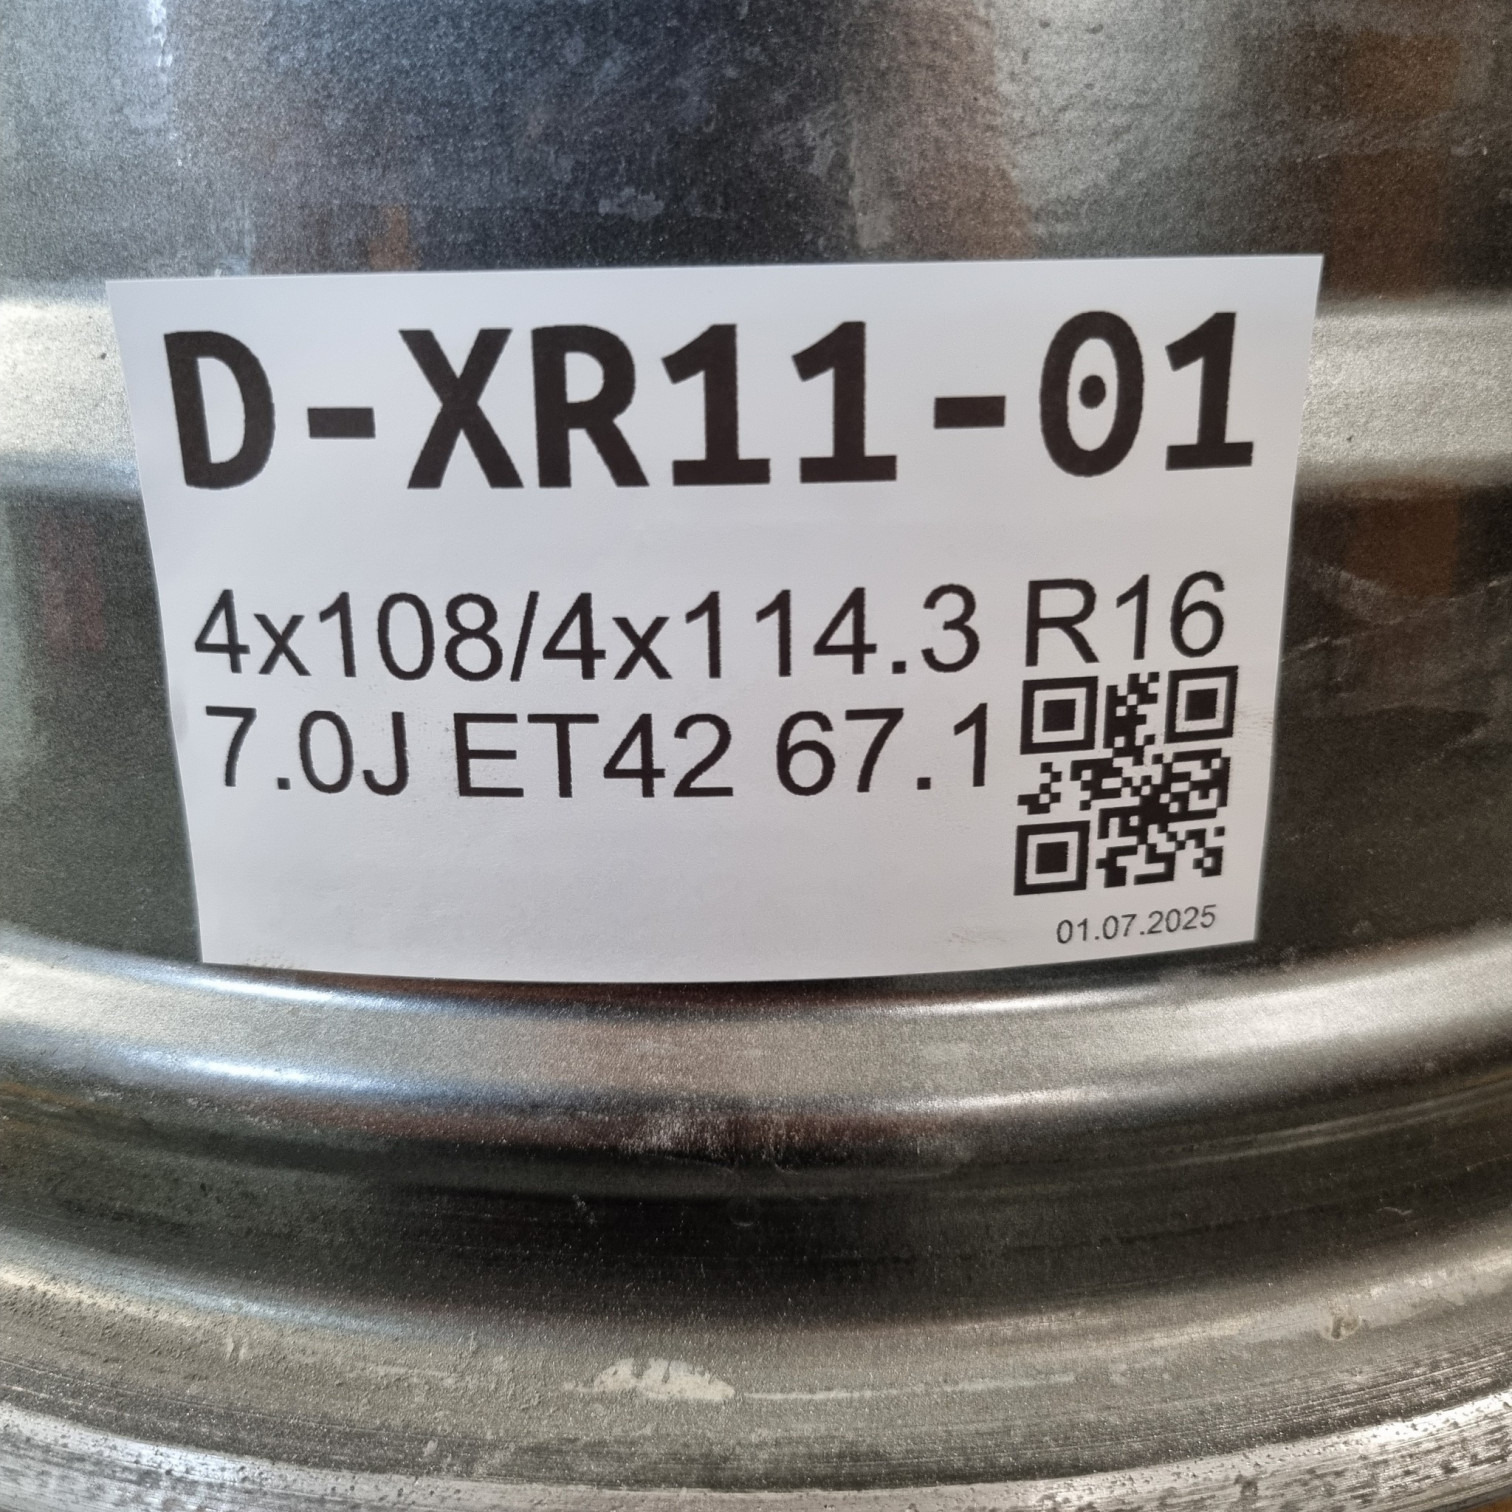 D-XR11-01
4x108/4x114.3 R16
7.0J ET42 67.1
01.07.2025